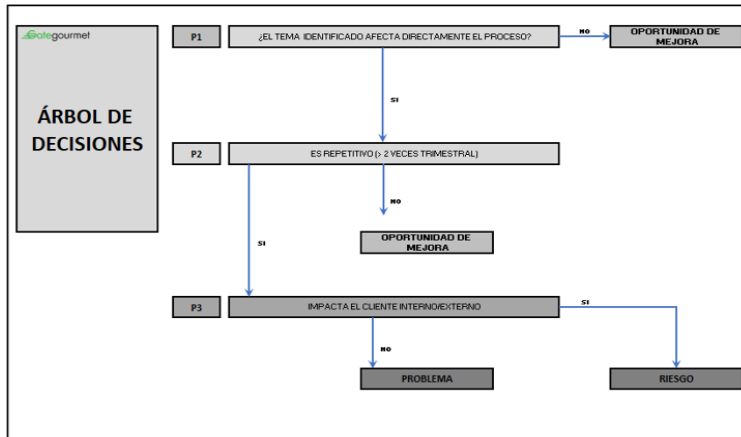 gategourmet
ÁRBOL DE
DECISIONES
P1
¿EL TEMA IDENTIFICADO AFECTA DIRECTAMENTE EL PROCESO?
NO
OPORTUNIDAD DE
MEJORA
SI
P2
ES REPETITIVO (> 2 VECES TRIMESTRAL)
NO
SI
OPORTUNIDAD DE
MEJORA
P3
IMPACTA EL CLIENTE INTERNO/EXTERNO
SI
NO
PROBLEMA
RIESGO